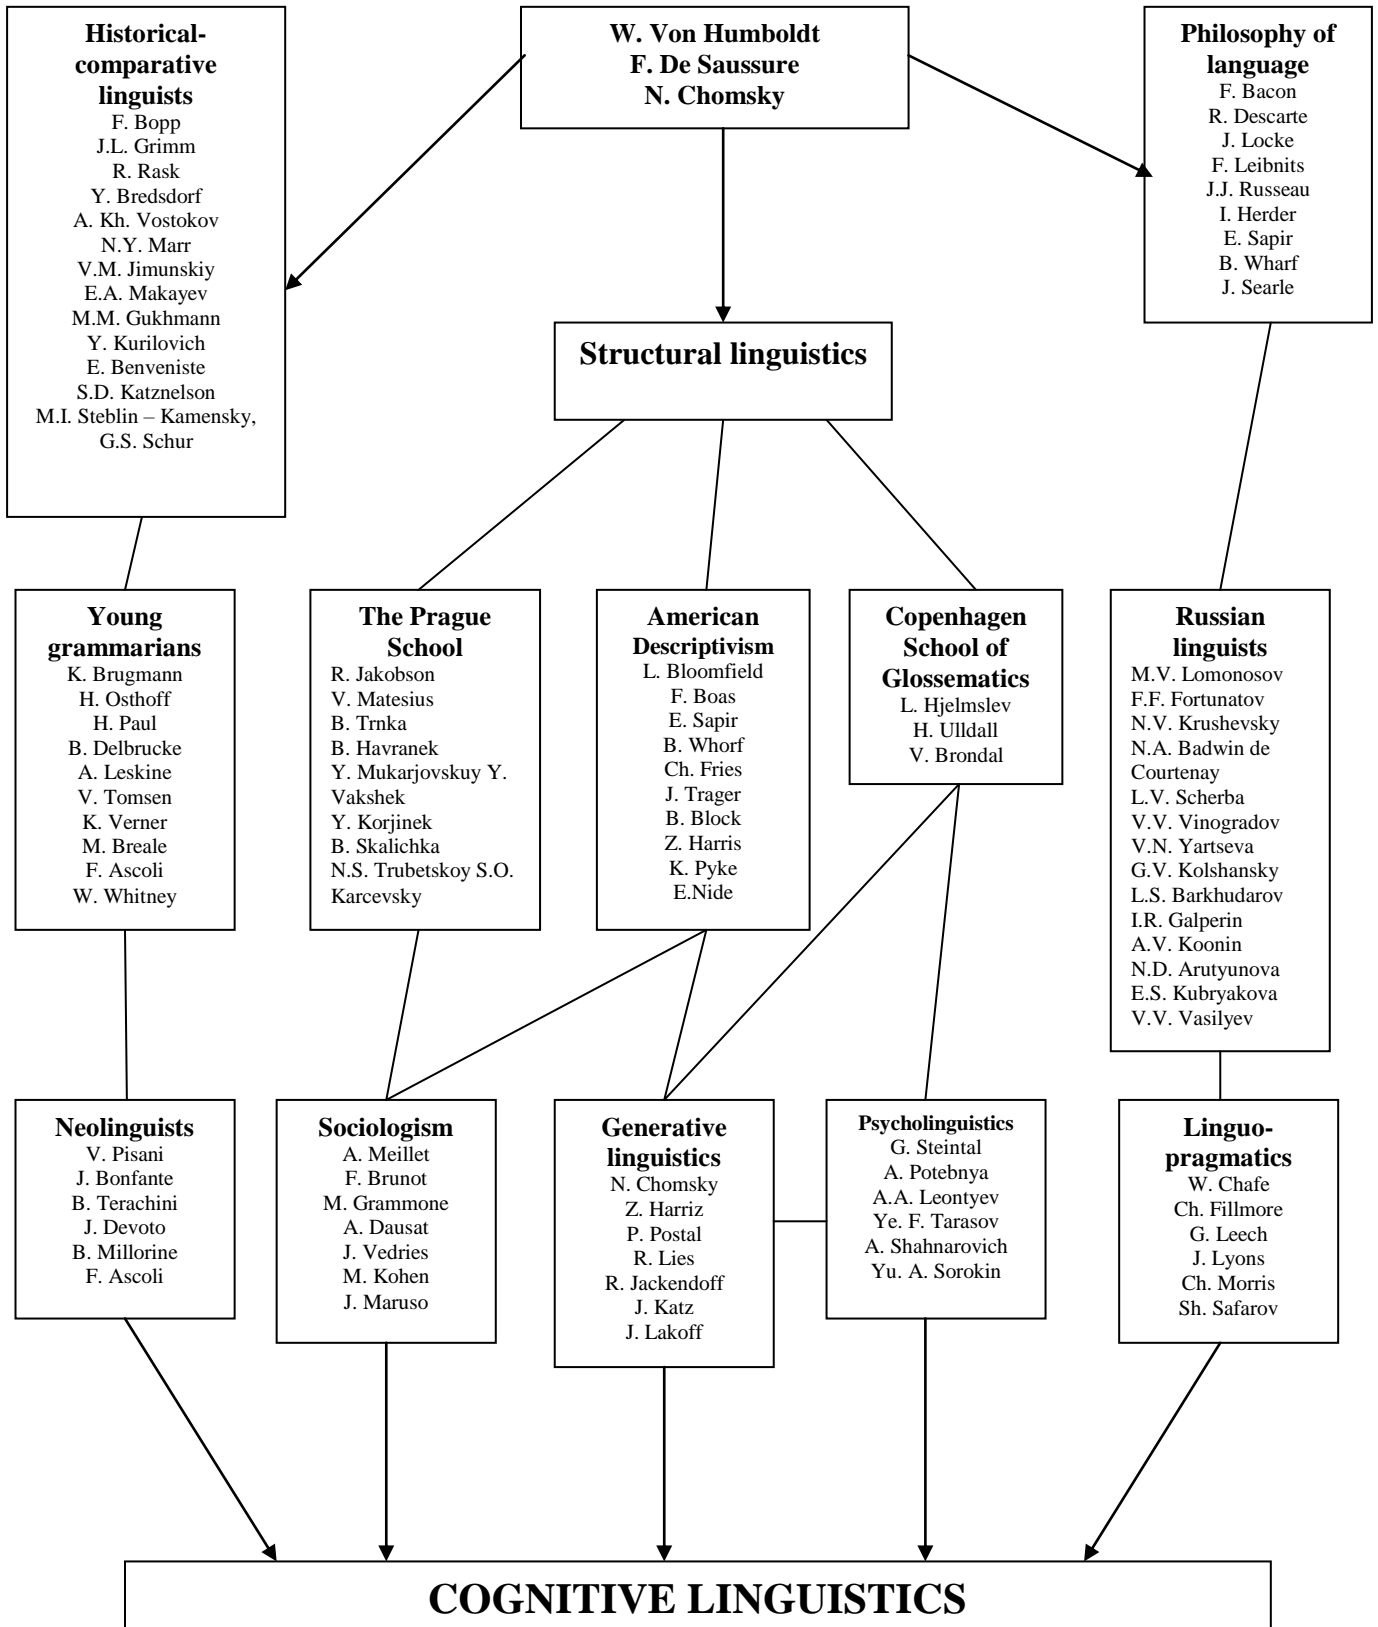 Historical-
comparative
linguists
F. Bopp
J.L. Grimm
R. Rask
Y. Bredsdorf
A. Kh. Vostokov
N.Y. Marr
V.M. Jimunskiy
E.A. Makayev
M.M. Gukhmann
Y. Kurilovich
E. Benveniste
S.D. Katznelson
M.I. Steblin – Kamensky,
G.S. Schur
W. Von Humboldt
F. De Saussure
N. Chomsky
Philosophy of
language
F. Bacon
R. Descarte
J. Locke
F. Leibnits
J.J. Russeau
I. Herder
E. Sapir
B. Wharf
J. Searle
Structural linguistics
Young
grammarians
K. Brugmann
H. Osthoff
H. Paul
B. Delbrucke
A. Leskine
V. Tomsen
K. Verner
M. Breale
F. Ascoli
W. Whitney
The Prague
School
R. Jakobson
V. Matesius
B. Trnka
B. Havranek
Y. Mukarjovskuy Y.
Vakshek
Y. Korjinek
B. Skalichka
N.S. Trubetskoy S.O.
Karcevsky
American
Descriptivism
L. Bloomfield
F. Boas
E. Sapir
B. Whorf
Ch. Fries
J. Trager
B. Block
Z. Harris
K. Pyke
E.Nide
Copenhagen
School of
Glossematics
L. Hjelmslev
H. Ulldall
V. Brondal
Russian
linguists
M.V. Lomonosov
F.F. Fortunatov
N.V. Krushevsky
N.A. Badwin de
Courtenay
L.V. Scherba
V.V. Vinogradov
V.N. Yartseva
G.V. Kolshansky
L.S. Barkhudarov
I.R. Galperin
A.V. Koonin
N.D. Arutyunova
E.S. Kubryakova
V.V. Vasilyev
Neolinguists
V. Pisani
J. Bonfante
B. Terachini
J. Devoto
B. Millorine
F. Ascoli
Sociologism
A. Meillet
F. Brunot
M. Grammone
A. Dausat
J. Vedries
M. Kohen
J. Maruso
Generative
linguistics
N. Chomsky
Z. Harriz
P. Postal
R. Lies
R. Jackendoff
J. Katz
J. Lakoff
Psycholinguistics
G. Steintal
A. Potebnya
A.A. Leontyev
Ye. F. Tarasov
A. Shahnarovich
Yu. A. Sorokin
Linguo-
pragmatics
W. Chafe
Ch. Fillmore
G. Leech
J. Lyons
Ch. Morris
Sh. Safarov
COGNITIVE LINGUISTICS